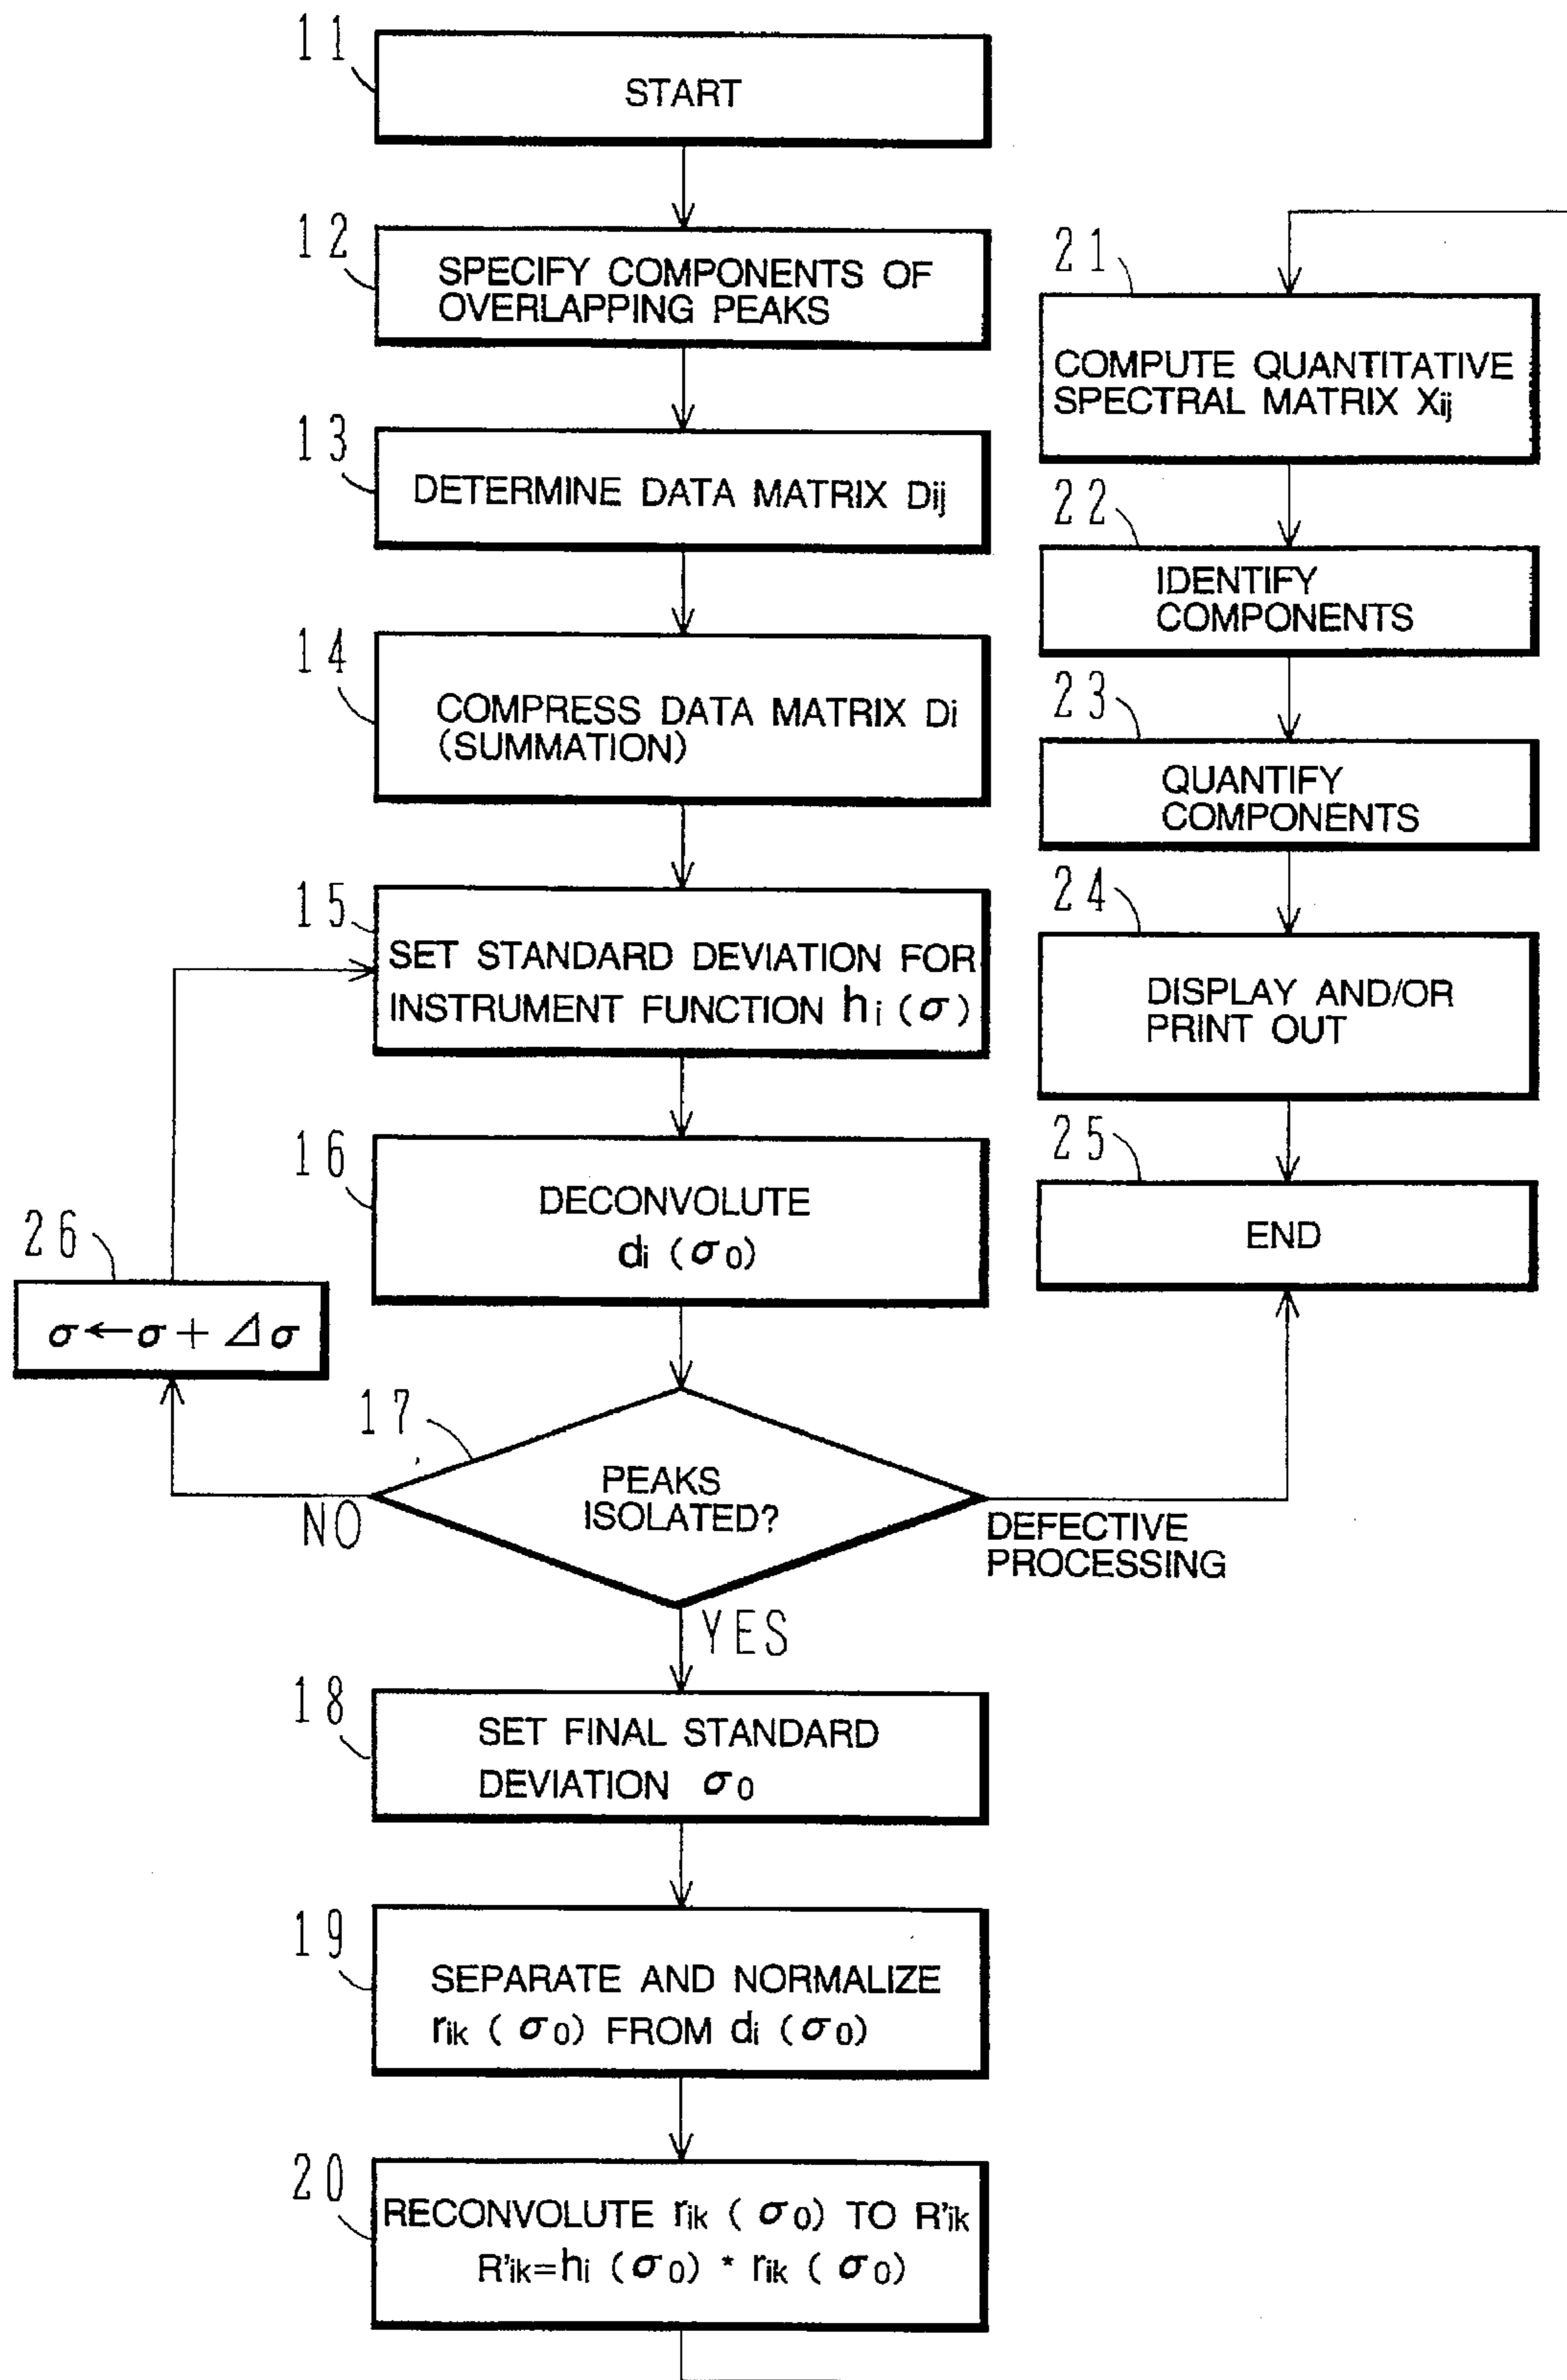 11
START
12
SPECIFY COMPONENTS OF
OVERLAPPING PEAKS
13
DETERMINE DATA MATRIX Dij
14
COMPRESS DATA MATRIX Di
(SUMMATION)
15
SET STANDARD DEVIATION FOR
INSTRUMENT FUNCTION hi (σ)
16
DECONVOLUTE
di (σ0)
26
σ←σ + Δσ
17
PEAKS
ISOLATED?
NO
YES
DEFECTIVE
PROCESSING
18
SET FINAL STANDARD
DEVIATION σ0
19
SEPARATE AND NORMALIZE
rik (σ0) FROM di (σ0)
20
RECONVOLUTE rik (σ0) TO R'ik
R'ik=hi (σ0) * rik (σ0)
21
COMPUTE QUANTITATIVE
SPECTRAL MATRIX Xij
22
IDENTIFY
COMPONENTS
23
QUANTIFY
COMPONENTS
24
DISPLAY AND/OR
PRINT OUT
25
END